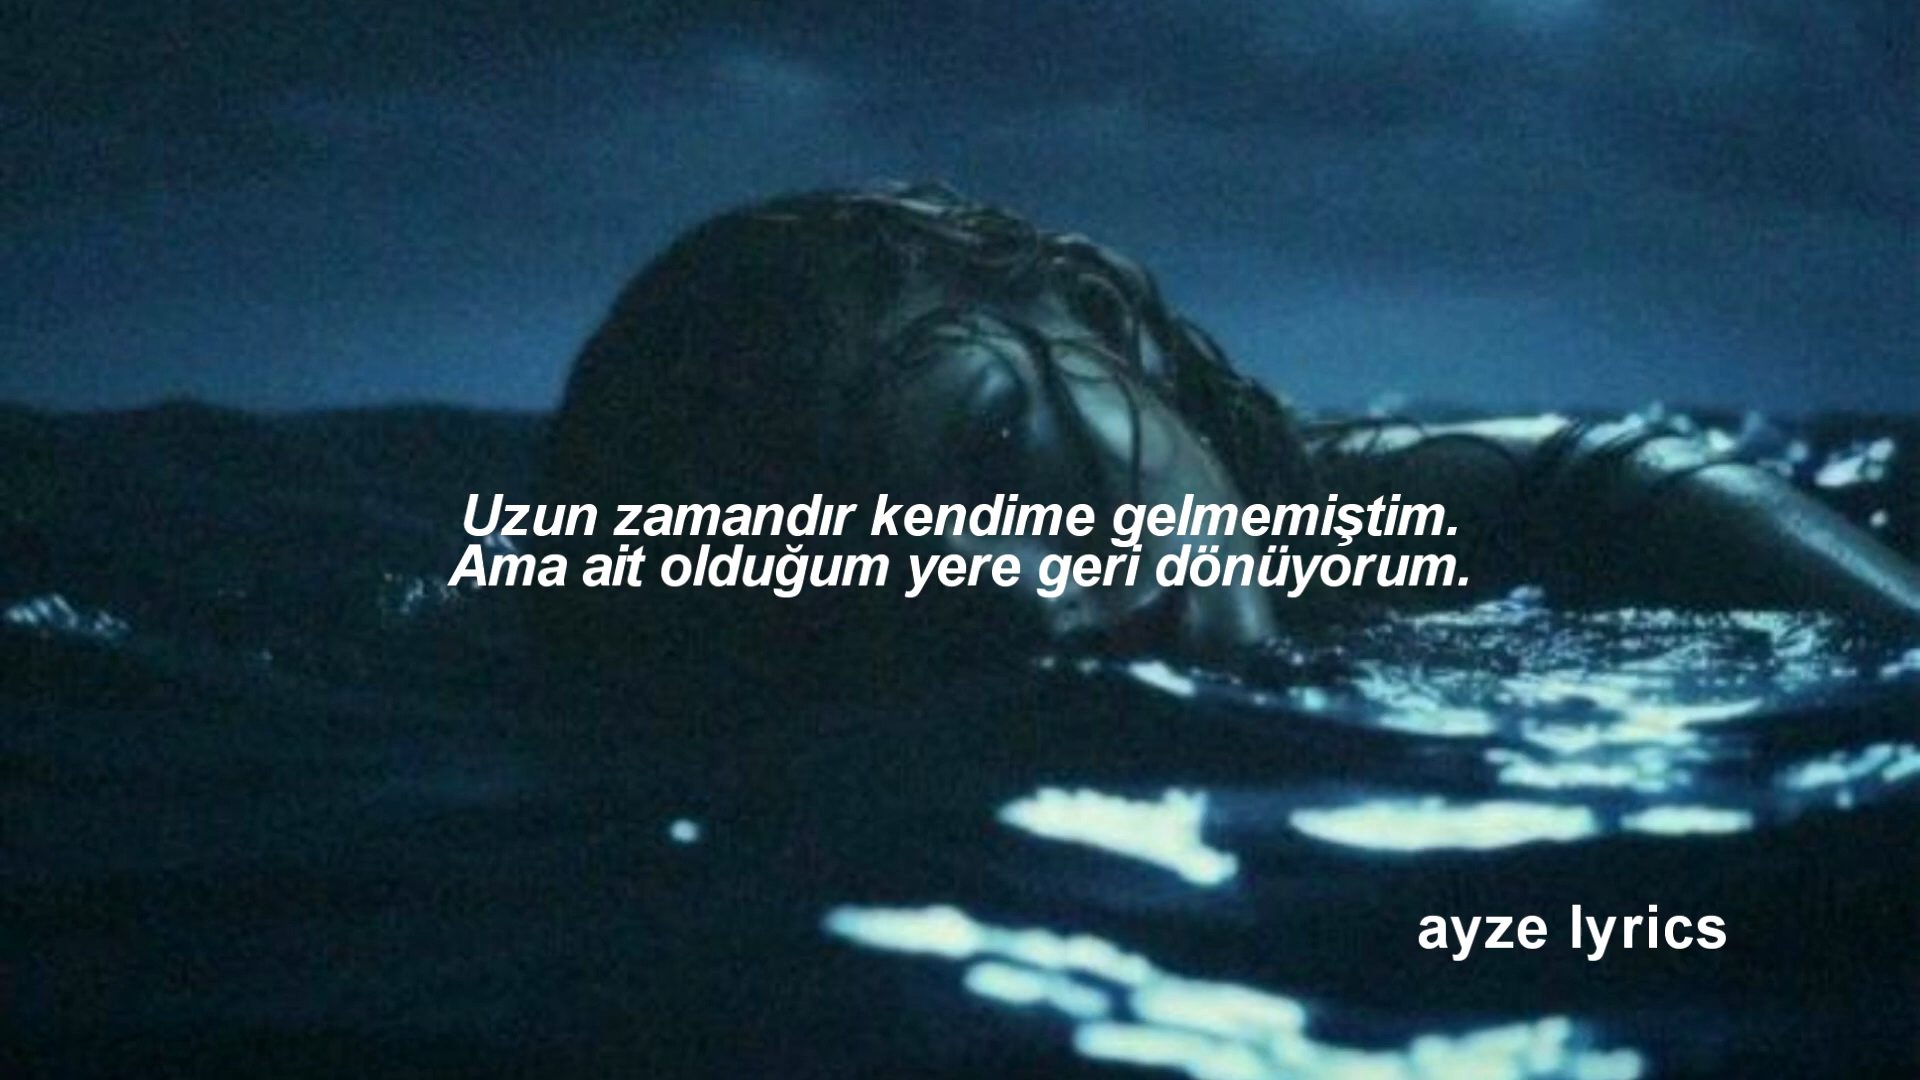 Uzun zamandır kendime gelmemiştim.
Ama ait olduğum yere geri dönüyorum.
ayze lyrics